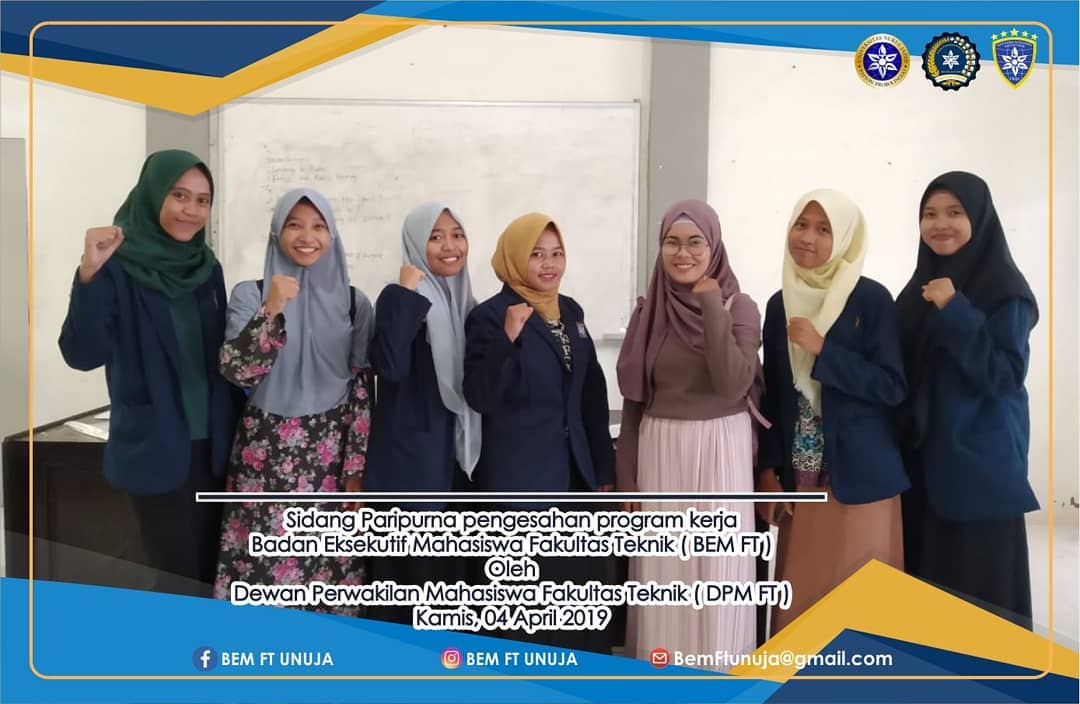 Sidang Paripurna pengesahan program kerja
Badan Eksekutif Mahasiswa Fakultas Teknik ( BEM FT )
Oleh
Dewan Perwakilan Mahasiswa Fakultas Teknik ( DPM FT )
Kamis, 04 April 2019
BEM FT UNUJA
BEM FT UNUJA
BemFtunuja@gmail.com